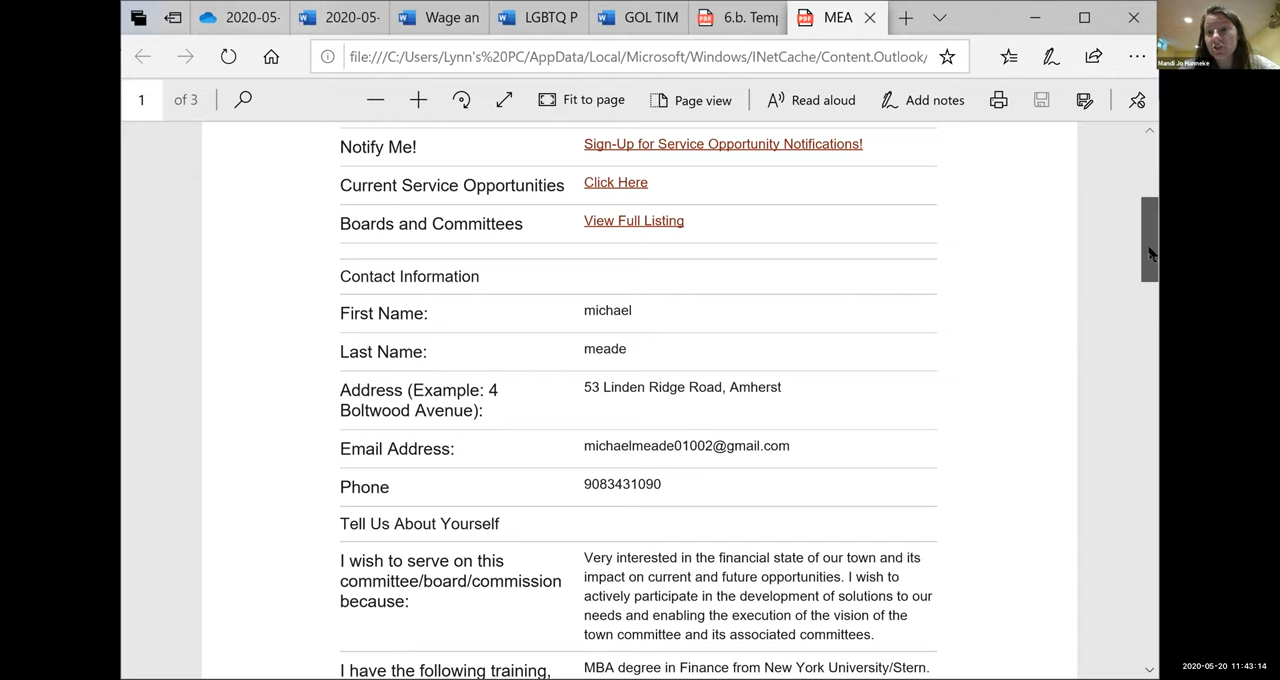 2020-05-
2020-05-
Wage an
LGBTQ P
GOL TIM
6.b. Temp
MEA
file:///C:/Users/Lynn's%20PC/AppData/Local/Microsoft/Windows/INetCache/Content.Outlook/
1 of 3
Fit to page
Page view
Read aloud
Add notes
Mandi Jo Hanneke
Notify Me! Sign-Up for Service Opportunity Notifications!
Current Service Opportunities Click Here
Boards and Committees View Full Listing
Contact Information
First Name: michael
Last Name: meade
Address (Example: 4 53 Linden Ridge Road, Amherst
Boltwood Avenue):
Email Address: michaelmeade01002@gmail.com
Phone 9083431090
Tell Us About Yourself
I wish to serve on this
committee/board/commission
because:
Very interested in the financial state of our town and its
impact on current and future opportunities. I wish to
actively participate in the development of solutions to our
needs and enabling the execution of the vision of the
town committee and its associated committees.
I have the following training, MBA degree in Finance from New York University/Stern.
2020-05-20 11:43:14